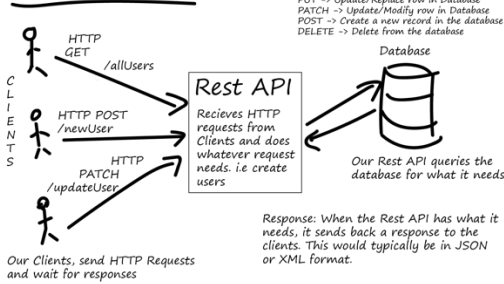 PUT -> Update/Replace row in Database
PATCH -> Update/Modify row in Database
POST -> Create a new record in the database
DELETE -> Delete from the database
HTTP
GET
/allUsers
CLIENTS
HTTP POST
/newUser
HTTP
PATCH
/updateUser
Our Clients, send HTTP Requests
and wait for responses
Rest API
Recieves HTTP
requests from
Clients and does
whatever request
needs. i.e create
users
Database
Our Rest API queries the
database for what it needs
Response: When the Rest API has what it
needs, it sends back a response to the
clients. This would typically be in JSON
or XML format.